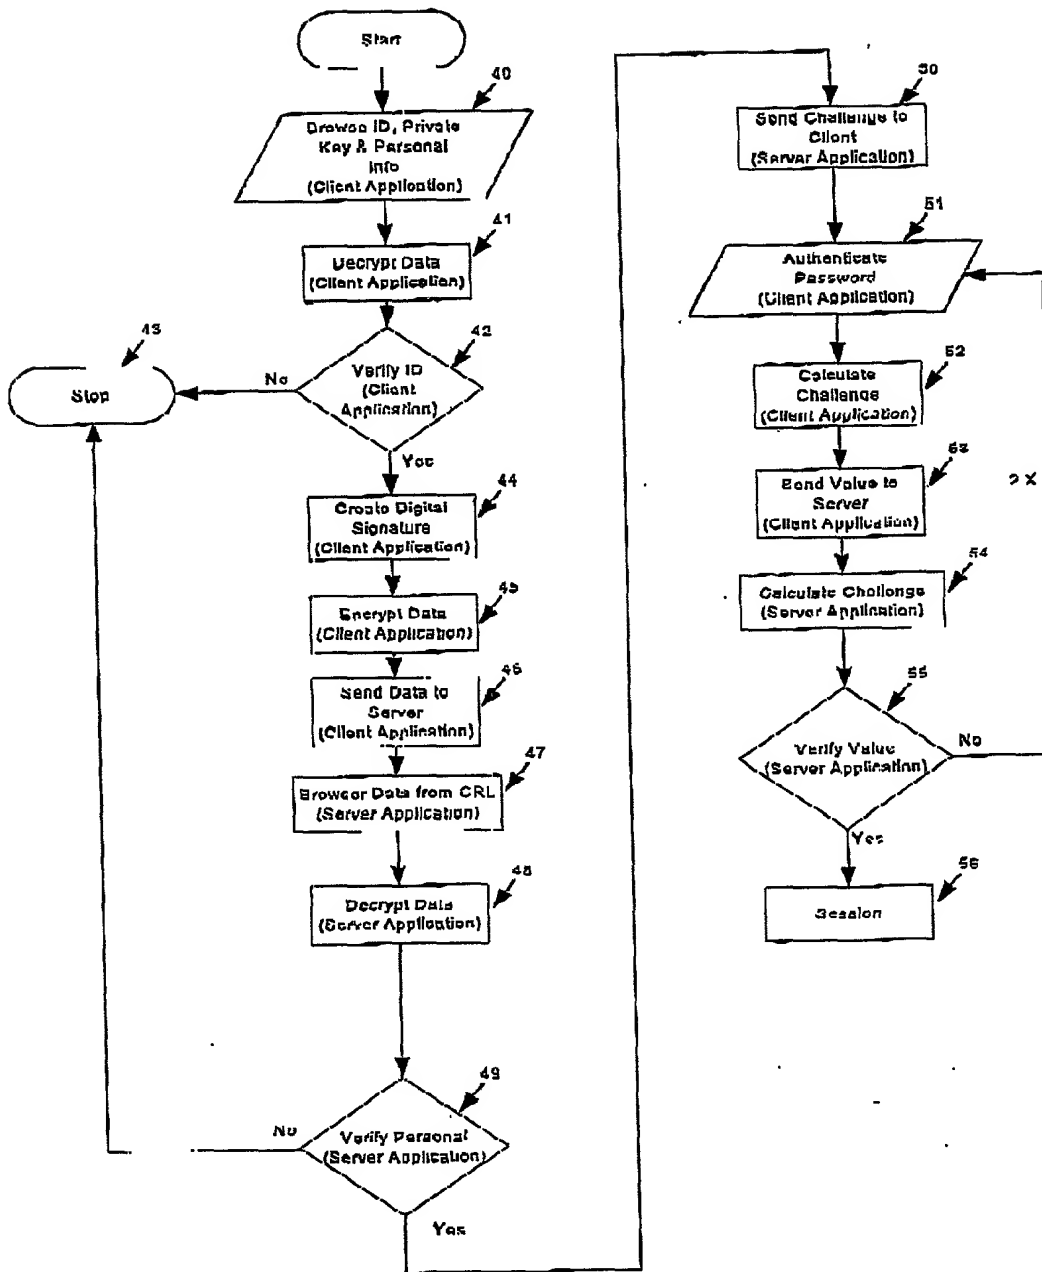 Start
40
Browse ID, Private
Key & Personal
Info
(Client Application)
41
Decrypt Data
(Client Application)
42
Verify ID
(Client
Application)
No
43
Stop
Yes
44
Create Digital
Signature
(Client Application)
45
Encrypt Data
(Client Application)
46
Send Data to
Server
(Client Application)
47
Browser Data from CRL
(Server Application)
48
Decrypt Data
(Server Application)
49
Verify Personal
(Server Application)
No
Yes
50
Send Challenge to
Client
(Server Application)
51
Authenticate
Password
(Client Application)
52
Calculate
Challenge
(Client Application)
53
Send Value to
Server
(Client Application)
2X
54
Calculate Challenge
(Server Application)
55
Verify Value
(Server Application)
No
Yes
56
Session